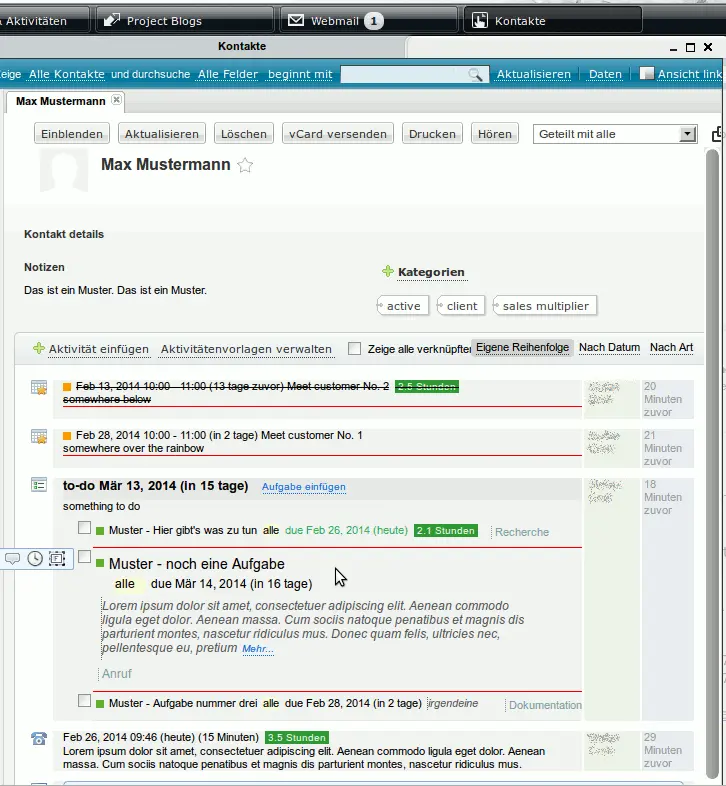 Aktivitäten
Project Blogs
Webmail 1
Kontakte
Kontakte
eige Alle Kontakte und durchsuche Alle Felder beginnt mit
Aktualisieren Daten Ansicht link
Max Mustermann
Einblenden Aktualisieren Löschen vCard versenden Drucken Hören Geteilt mit alle
Max Mustermann
Kontakt details
Notizen
Das ist ein Muster. Das ist ein Muster.
Kategorien
active client sales multiplier
Aktivität einfügen Aktivitätenvorlagen verwalten Zeige alle verknüpften Eigene Reihenfolge Nach Datum Nach Art
Feb 13, 2014 10:00 - 11:00 (13 tage zuvor) Meet customer No. 2 2.5 Stunden
somewhere below
20
Minuten
zuvor
Feb 28, 2014 10:00 - 11:00 (in 2 tage) Meet customer No. 1
somewhere over the rainbow
21
Minuten
zuvor
to-do Mär 13, 2014 (in 15 tage) Aufgabe einfügen
something to do
18
Minuten
zuvor
Muster - Hier gibt's was zu tun alle due Feb 26, 2014 (heute) 2.1 Stunden Recherche
Muster - noch eine Aufgabe
alle due Mär 14, 2014 (in 16 tage)
Lorem ipsum dolor sit amet, consectetuer adipiscing elit. Aenean commodo
ligula eget dolor. Aenean massa. Cum sociis natoque penatibus et magnis dis
parturient montes, nascetur ridiculus mus. Donec quam felis, ultricies nec,
pellentesque eu, pretium Mehr...
Anruf
Muster - Aufgabe nummer drei alle due Feb 28, 2014 (in 2 tage) irgendeine Dokumentation
Feb 26, 2014 09:46 (heute) (15 Minuten) 3.5 Stunden
Lorem ipsum dolor sit amet, consectetuer adipiscing elit. Aenean commodo ligula eget dolor. Aenean
massa. Cum sociis natoque penatibus et magnis dis parturient montes, nascetur ridiculus mus.
29
Minuten
zuvor